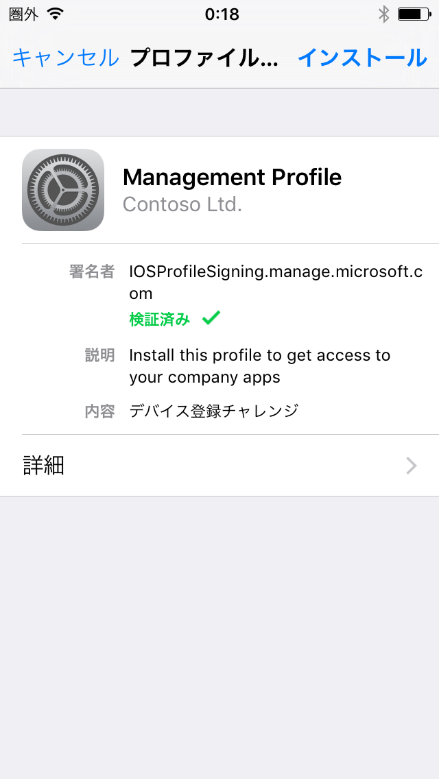 圏外 0:18
キャンセル プロファイル... インストール
Management Profile
Contoso Ltd.
署名者 IOSProfileSigning.manage.microsoft.c
om
検証済み
説明 Install this profile to get access to
your company apps
内容 デバイス登録チャレンジ
詳細